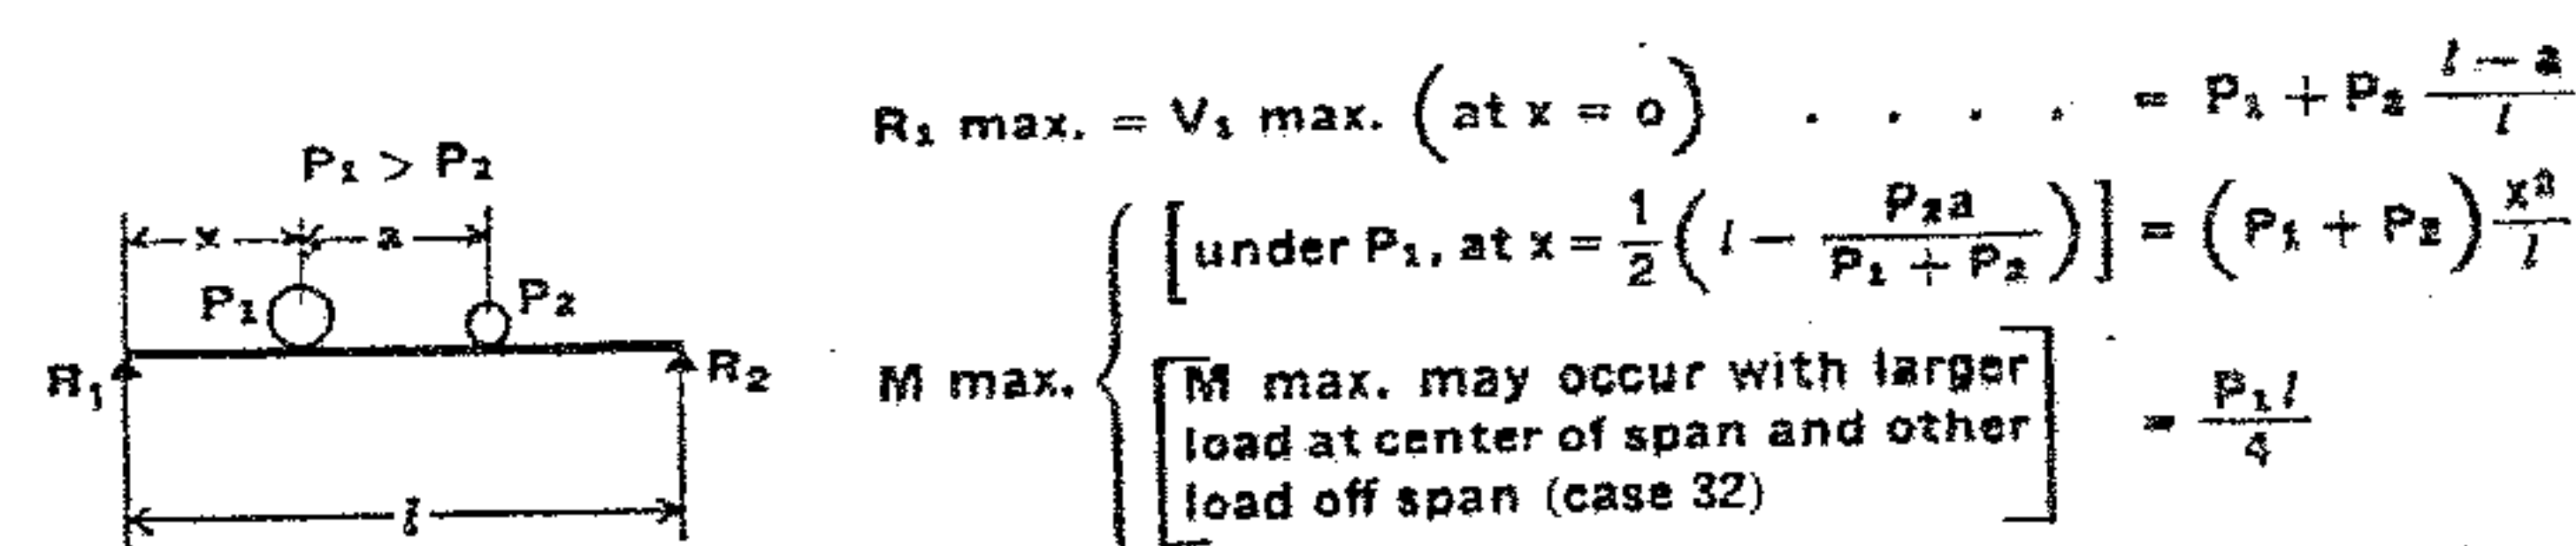 R₁ max. = V₁ max. (at x = o) . . . . = P₁ + P₂ (l − a)/l
P₁ > P₂
[under P₁, at x = 1/2 (l − P₂a/(P₁ + P₂))] = (P₁ + P₂) x²/l
x a
P₁ P₂
R₁ R₂
M max.
[M max. may occur with larger
load at center of span and other
load off span (case 32)] = P₁l/4
l